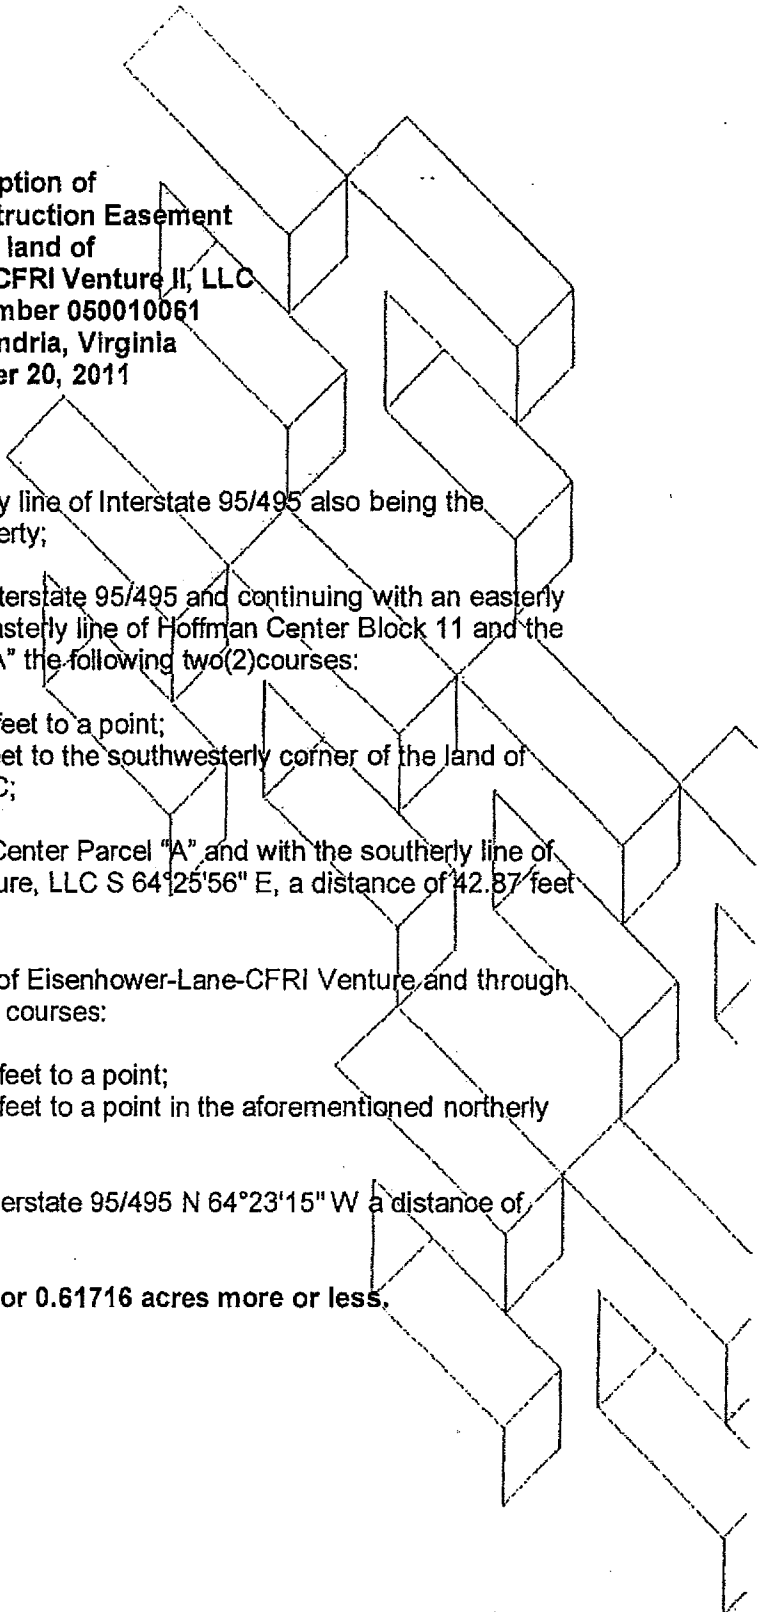 ption of
truction Easement
land of
CFRI Venture II, LLC
mber 050010061
ndria, Virginia
er 20, 2011
y line of Interstate 95/495 also being the
erty;
terstate 95/495 and continuing with an easterly
asterly line of Hoffman Center Block 11 and the
A" the following two(2)courses:
feet to a point;
et to the southwesterly corner of the land of
C;
Center Parcel "A" and with the southerly line of
ure, LLC S 64°25'56" E, a distance of 42.87 feet
of Eisenhower-Lane-CFRI Venture and through
courses:
feet to a point;
feet to a point in the aforementioned northerly
erstate 95/495 N 64°23'15" W a distance of
or 0.61716 acres more or less.